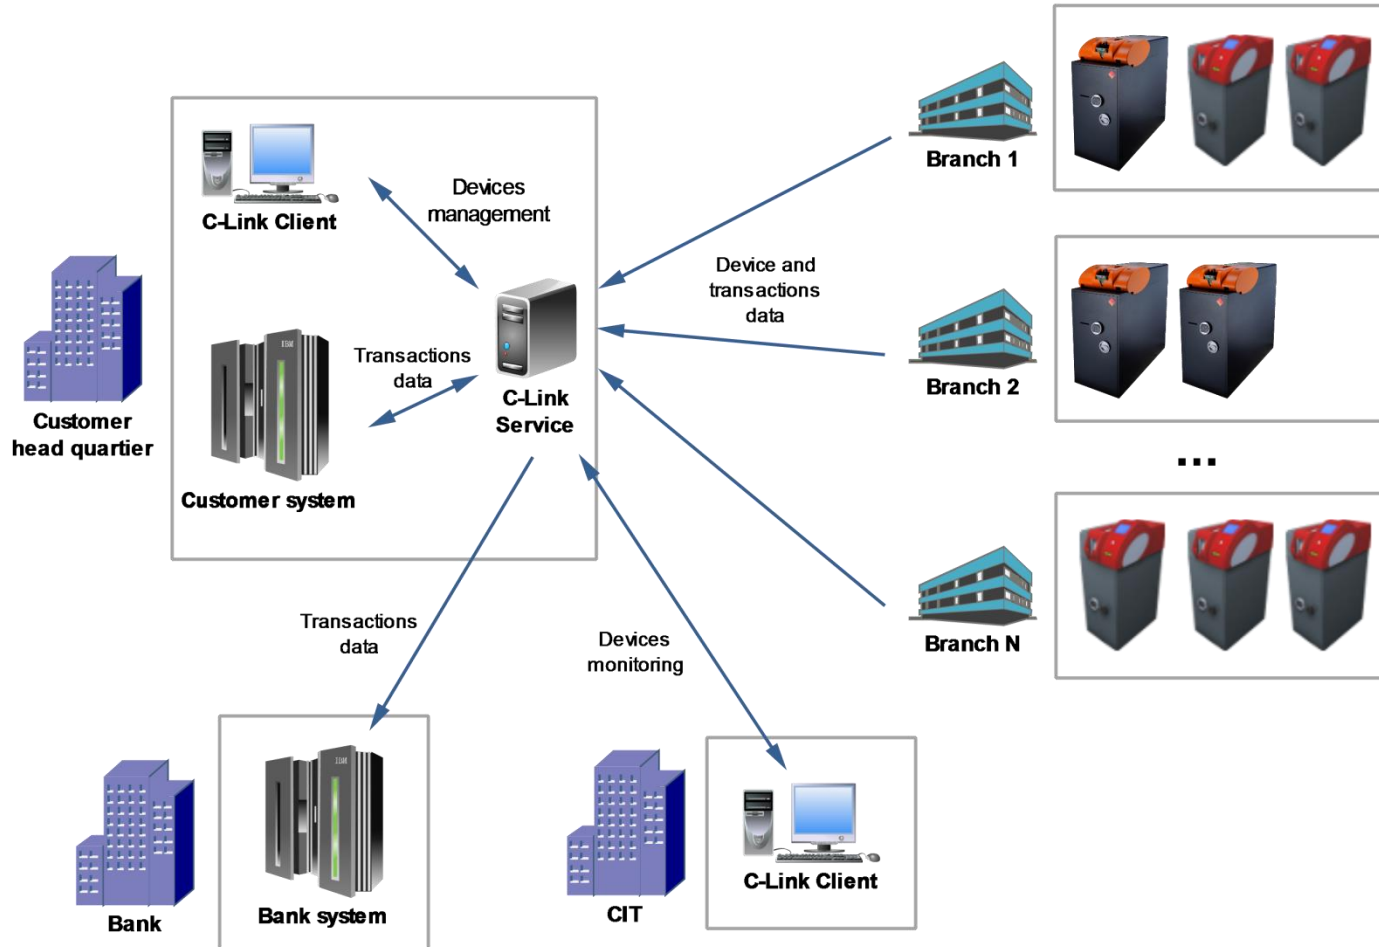 C-Link Client
Devices
management
Customer
head quartier
Transactions
data
Customer system
C-Link
Service
Device and
transactions
data
Branch 1
Branch 2
...
Branch N
Transactions
data
Devices
monitoring
Bank
Bank system
CIT
C-Link Client